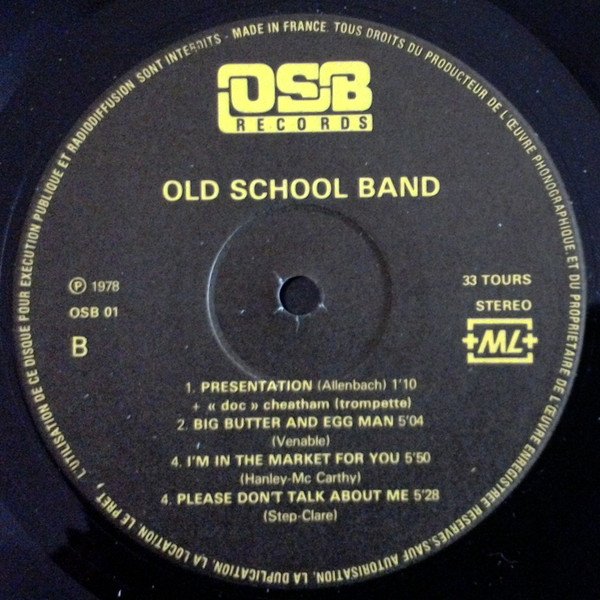 OSB
RECORDS
OLD SCHOOL BAND
℗ 1978
OSB 01
B
33 TOURS
STEREO
+ML+
1. PRESENTATION (Allenbach) 1'10
+ « doc » cheatham (trompette)
2. BIG BUTTER AND EGG MAN 5'04
(Venable)
4. I'M IN THE MARKET FOR YOU 5'50
(Hanley-Mc Carthy)
4. PLEASE DON'T TALK ABOUT ME 5'28
(Step-Clare)
MADE IN FRANCE. TOUS DROITS DU PRODUCTEUR DE L'ŒUVRE PHONOGRAPHIQUE ET DU PROPRIETAIRE DE L'ŒUVRE ENREGISTREE RESERVES. SAUF AUTORISATION, LA DUPLICATION, LA LOCATION, LE PRET, L'UTILISATION DE CE DISQUE POUR EXECUTION PUBLIQUE ET RADIODIFFUSION SONT INTERDITS -